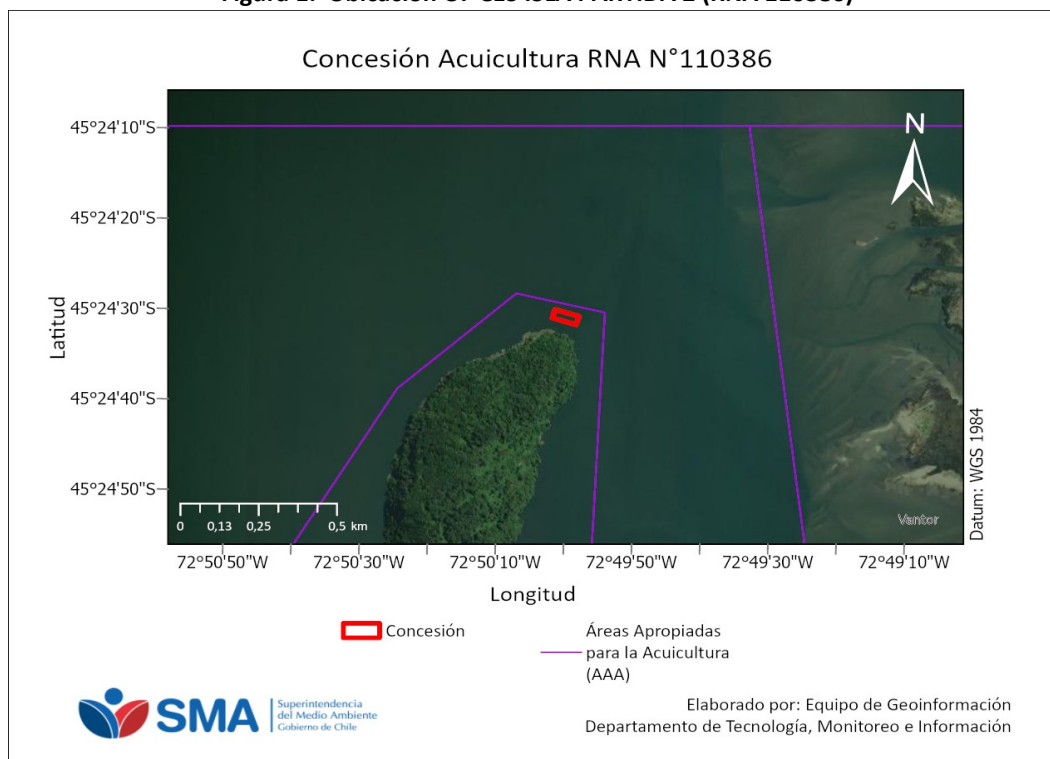 Concesión Acuicultura RNA N°110386
45°24'10"S
45°24'20"S
45°24'30"S
45°24'40"S
45°24'50"S
Latitud
N
Datum: WGS 1984
0 0,13 0,25 0,5 km
Vantor
72°50'50"W 72°50'30"W 72°50'10"W 72°49'50"W 72°49'30"W 72°49'10"W
Longitud
Concesión
Áreas Apropiadas
para la Acuicultura
(AAA)
SMA
Superintendencia
del Medio Ambiente
Gobierno de Chile
Elaborado por: Equipo de Geoinformación
Departamento de Tecnología, Monitoreo e Información